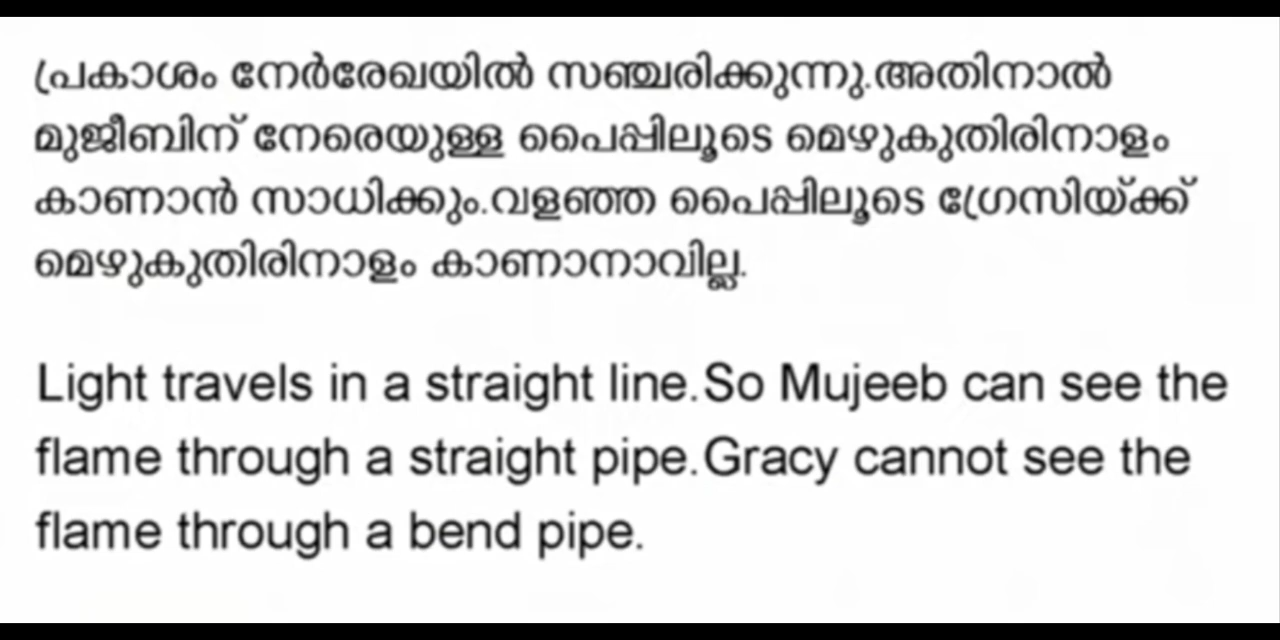 പ്രകാശം നേർരേഖയിൽ സഞ്ചരിക്കുന്നു.അതിനാൽ
മുജീബിന് നേരെയുള്ള പൈപ്പിലൂടെ മെഴുകുതിരിനാളം
കാണാൻ സാധിക്കും.വളഞ്ഞ പൈപ്പിലൂടെ ഗ്രേസിയ്ക്ക്
മെഴുകുതിരിനാളം കാണാനാവില്ല.
Light travels in a straight line.So Mujeeb can see the
flame through a straight pipe.Gracy cannot see the
flame through a bend pipe.